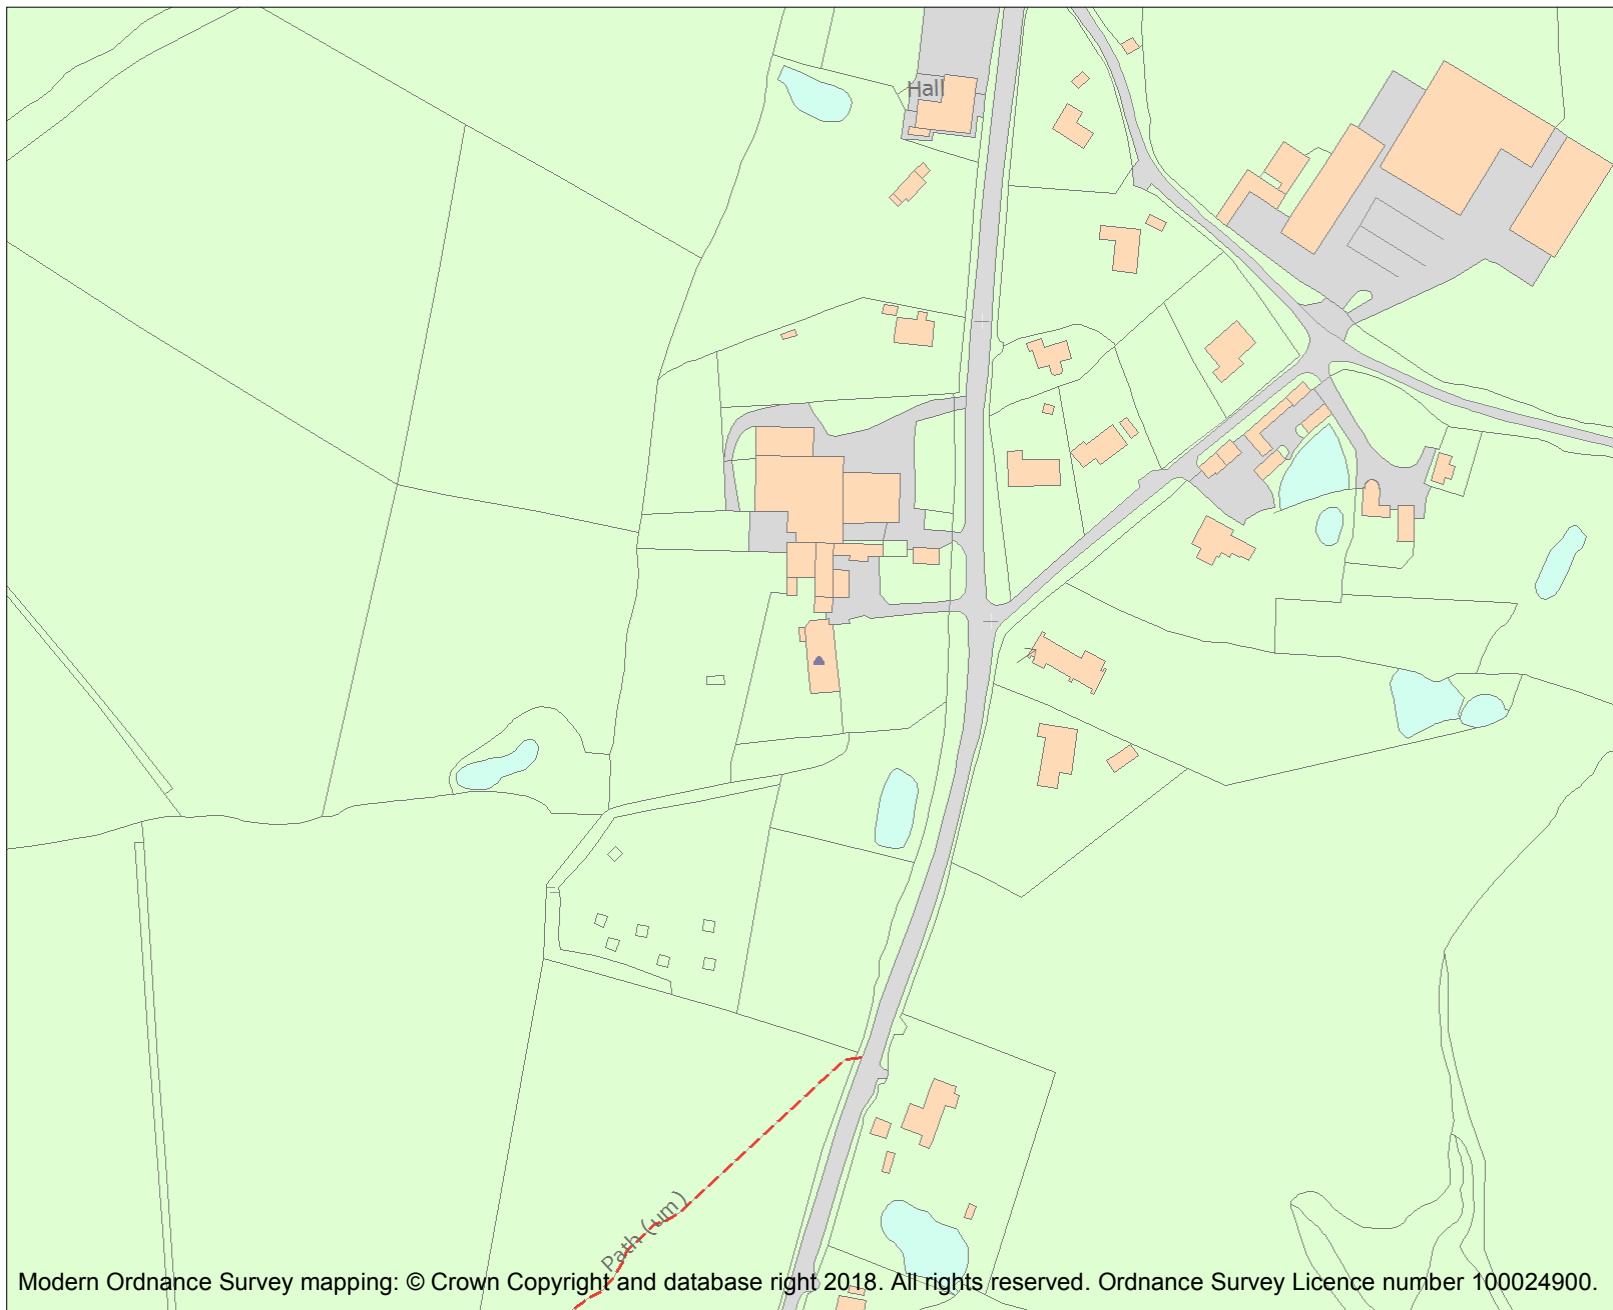 Hall
Path (um)
Modern Ordnance Survey mapping: © Crown Copyright and database right 2018. All rights reserved. Ordnance Survey Licence number 100024900.